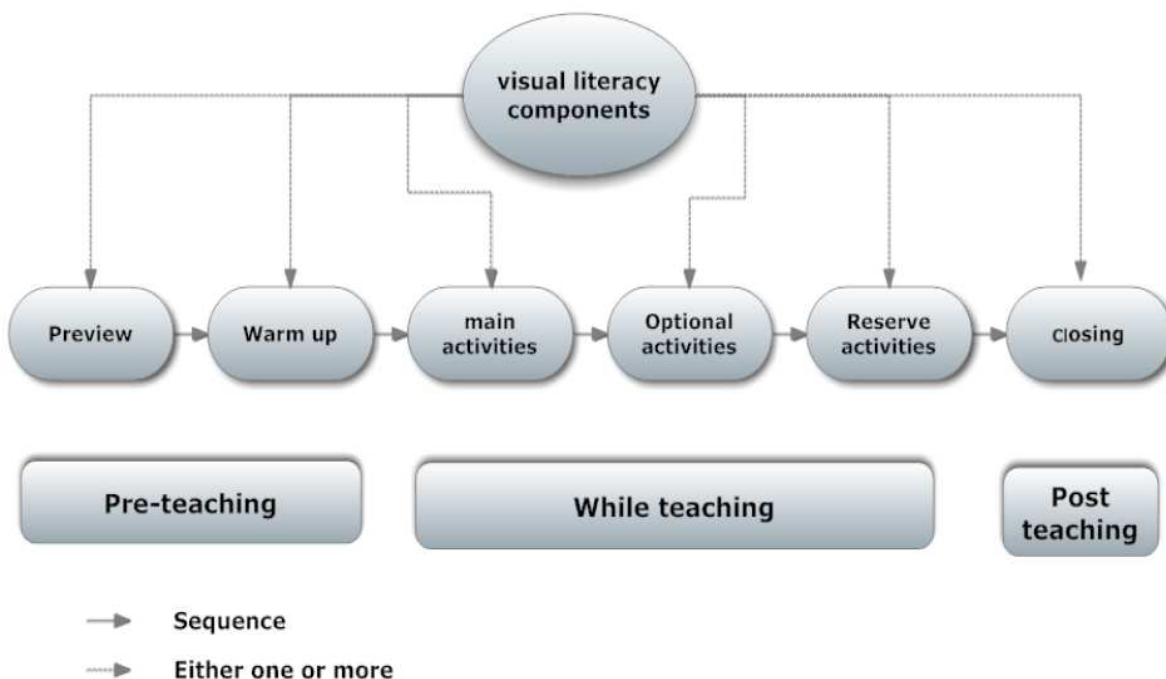 visual literacy
components
Preview
Warm up
main
activities
Optional
activities
Reserve
activities
Closing
Pre-teaching
While teaching
Post
teaching
Sequence
Either one or more